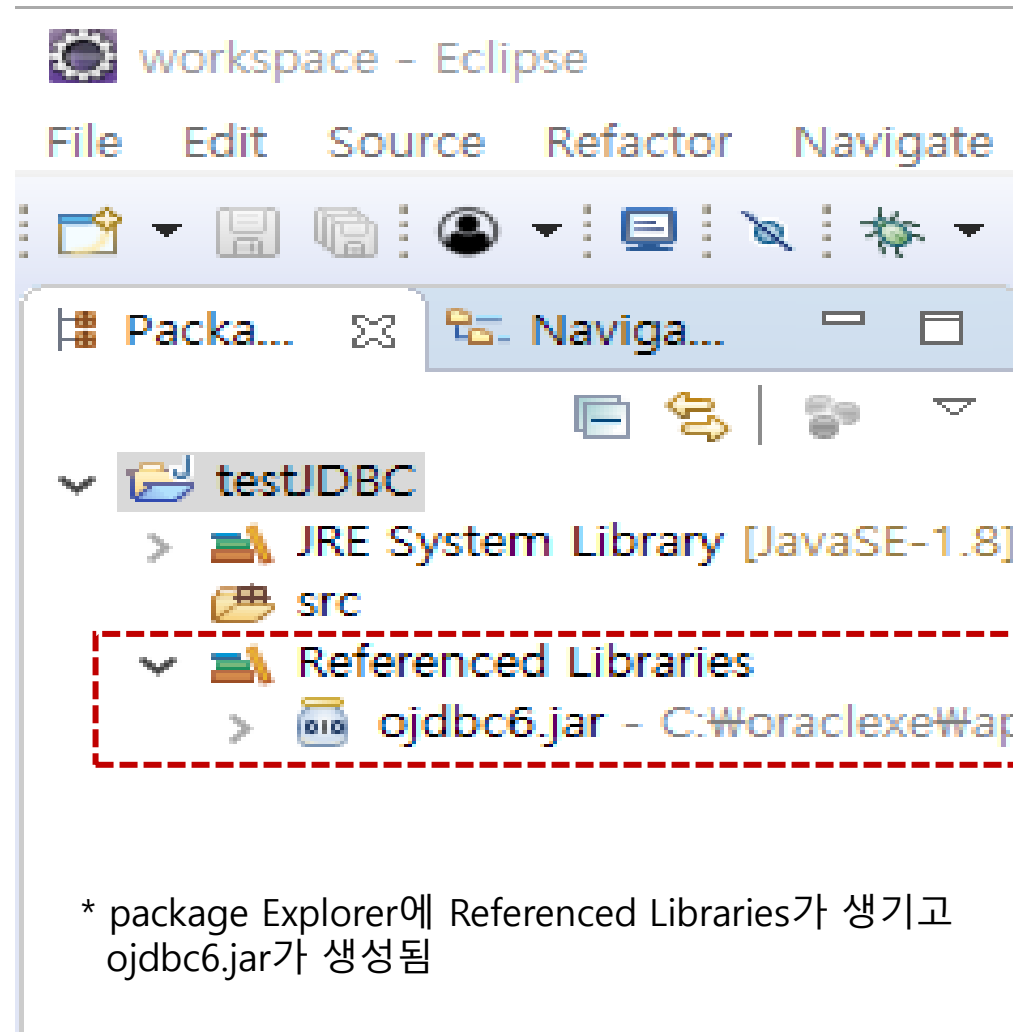 workspace - Eclipse
File Edit Source Refactor Navigate
Packa... Naviga...
testJDBC
JRE System Library [JavaSE-1.8]
src
Referenced Libraries
ojdbc6.jar - C:₩oraclexe₩ap
* package Explorer에 Referenced Libraries가 생기고
ojdbc6.jar가 생성됨